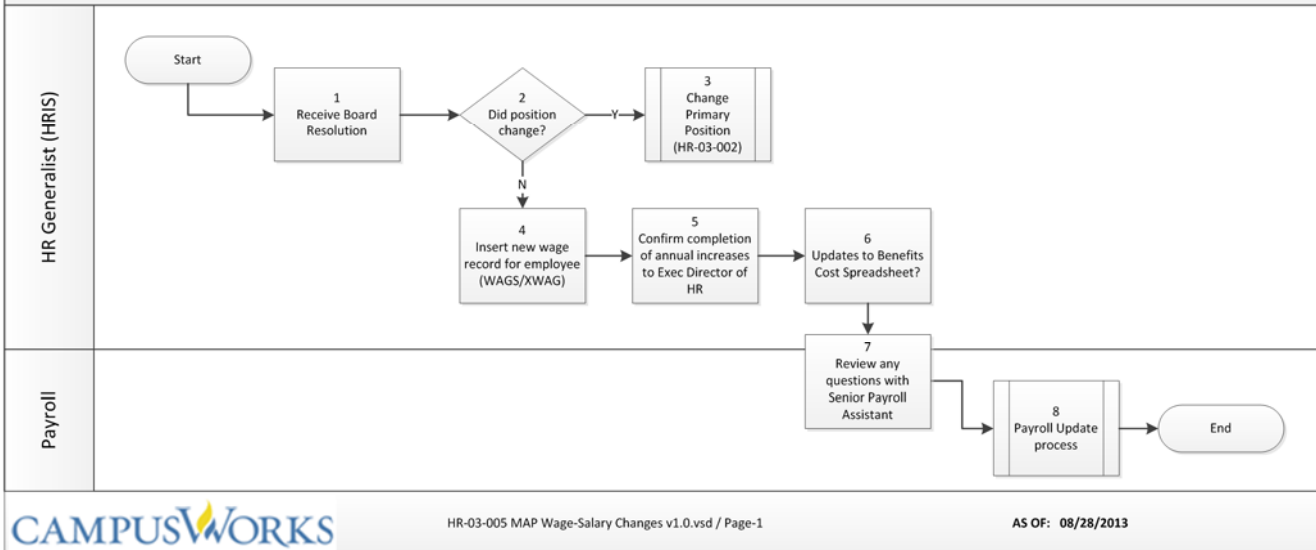 HR Generalist (HRIS)
Start
1
Receive Board
Resolution
2
Did position
change?
Y
3
Change
Primary
Position
(HR-03-002)
N
4
Insert new wage
record for employee
(WAGS/XWAG)
5
Confirm completion
of annual increases
to Exec Director of
HR
6
Updates to Benefits
Cost Spreadsheet?
Payroll
7
Review any
questions with
Senior Payroll
Assistant
8
Payroll Update
process
End
CAMPUSWORKS
HR-03-005 MAP Wage-Salary Changes v1.0.vsd / Page-1
AS OF: 08/28/2013